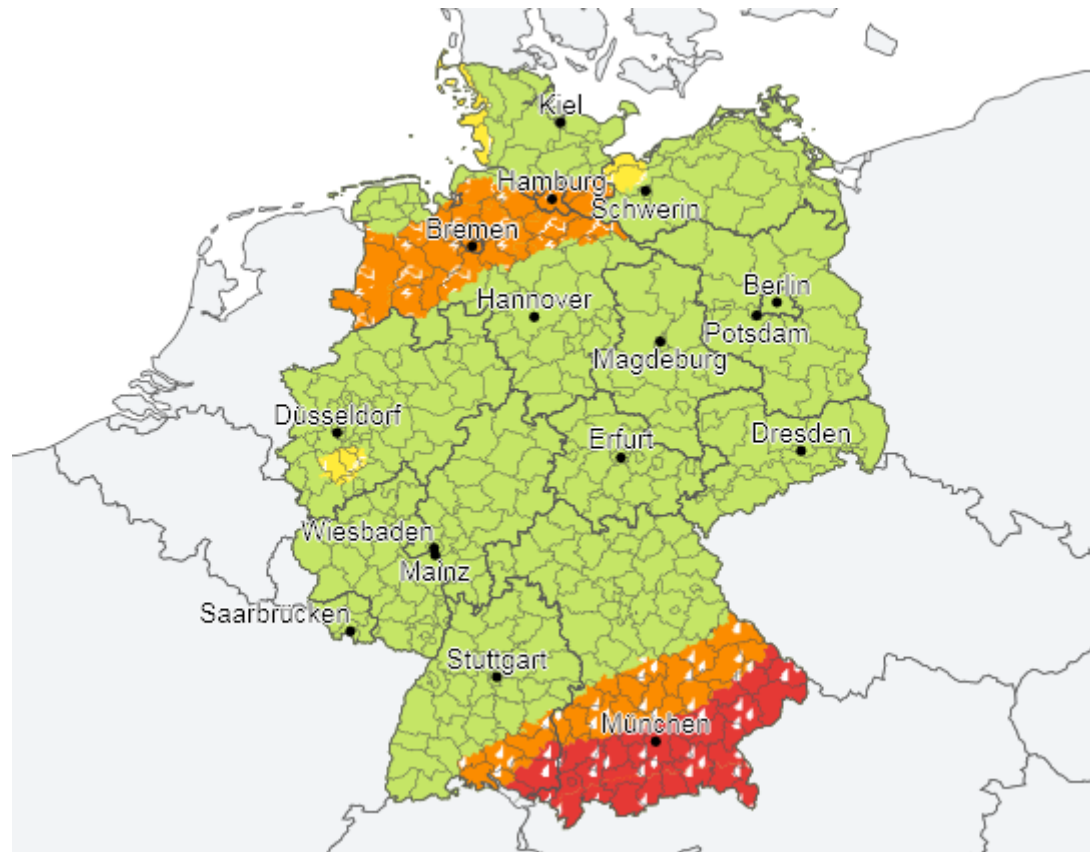 Kiel
Hamburg
Schwerin
Bremen
Berlin
Hannover
Potsdam
Magdeburg
Düsseldorf
Erfurt
Dresden
Wiesbaden
Mainz
Saarbrücken
Stuttgart
München